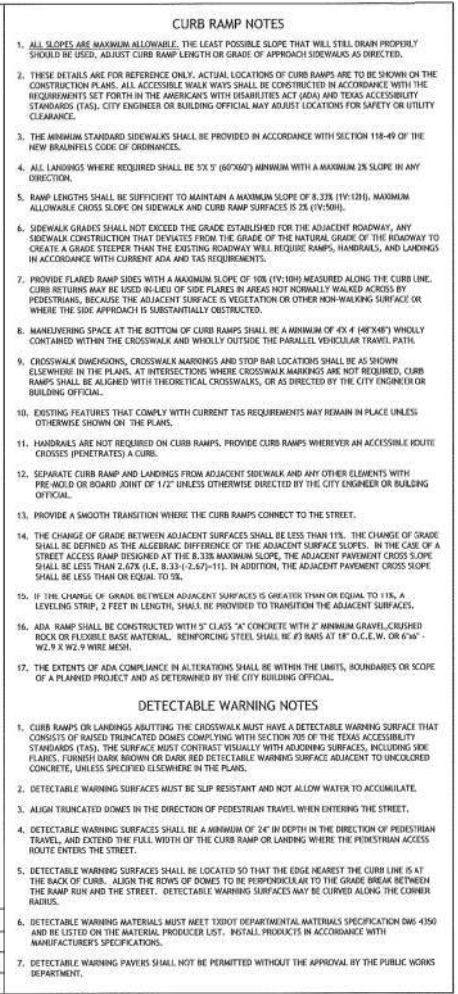 CURB RAMP NOTES
1. ALL SLOPES ARE MAXIMUM ALLOWABLE. THE LEAST POSSIBLE SLOPE THAT WILL STILL DRAIN PROPERLY
SHOULD BE USED. ADJUST CURB RAMP LENGTH OR GRADE OF APPROACH SIDEWALKS AS DIRECTED.
2. THESE DETAILS ARE FOR REFERENCE ONLY. ACTUAL LOCATIONS OF CURB RAMPS ARE TO BE SHOWN ON THE
CONSTRUCTION PLANS. ALL ACCESSIBLE WALK WAYS SHALL BE CONSTRUCTED IN ACCORDANCE WITH THE
REQUIREMENTS SET FORTH IN THE AMERICAN'S WITH DISABILITIES ACT (ADA) AND TEXAS ACCESSIBILITY
STANDARDS (TAS). CITY ENGINEER OR BUILDING OFFICIAL MAY ADJUST LOCATIONS FOR SAFETY OR UTILITY
CLEARANCE.
3. THE MINIMUM STANDARD SIDEWALKS SHALL BE PROVIDED IN ACCORDANCE WITH SECTION 118-49 OF THE
NEW BRAUNFELS CODE OF ORDINANCES.
4. ALL LANDINGS WHERE REQUIRED SHALL BE 5'X 5' (60"X60") MINIMUM WITH A MAXIMUM 2% SLOPE IN ANY
DIRECTION.
5. RAMP LENGTHS SHALL BE SUFFICIENT TO MAINTAIN A MAXIMUM SLOPE OF 8.33% (1V:12H). MAXIMUM
ALLOWABLE CROSS SLOPE ON SIDEWALK AND CURB RAMP SURFACES IS 2% (1V:50H).
6. SIDEWALK GRADES SHALL NOT EXCEED THE GRADE ESTABLISHED FOR THE ADJACENT ROADWAY, ANY
SIDEWALK CONSTRUCTION THAT DEVIATES FROM THE GRADE OF THE NATURAL GRADE OF THE ROADWAY TO
CREATE A GRADE STEEPER THAN THE EXISTING ROADWAY WILL REQUIRE RAMPS, HANDRAILS, AND LANDINGS
IN ACCORDANCE WITH CURRENT ADA AND TAS REQUIREMENTS.
7. PROVIDE FLARED RAMP SIDES WITH A MAXIMUM SLOPE OF 10% (1V:10H) MEASURED ALONG THE CURB LINE.
CURB RETURNS MAY BE USED IN-LIEU OF SIDE FLARES IN AREAS NOT NORMALLY WALKED ACROSS BY
PEDESTRIANS, BECAUSE THE ADJACENT SURFACE IS VEGETATION OR OTHER NON-WALKING SURFACE OR
WHERE THE SIDE APPROACH IS SUBSTANTIALLY OBSTRUCTED.
8. MANEUVERING SPACE AT THE BOTTOM OF CURB RAMPS SHALL BE A MINIMUM OF 4'X 4' (48"X48") WHOLLY
CONTAINED WITHIN THE CROSSWALK AND WHOLLY OUTSIDE THE PARALLEL VEHICULAR TRAVEL PATH.
9. CROSSWALK DIMENSIONS, CROSSWALK MARKINGS AND STOP BAR LOCATIONS SHALL BE AS SHOWN
ELSEWHERE IN THE PLANS. AT INTERSECTIONS WHERE CROSSWALK MARKINGS ARE NOT REQUIRED, CURB
RAMPS SHALL BE ALIGNED WITH THEORETICAL CROSSWALKS, OR AS DIRECTED BY THE CITY ENGINEER OR
BUILDING OFFICIAL.
10. EXISTING FEATURES THAT COMPLY WITH CURRENT TAS REQUIREMENTS MAY REMAIN IN PLACE UNLESS
OTHERWISE SHOWN ON THE PLANS.
11. HANDRAILS ARE NOT REQUIRED ON CURB RAMPS. PROVIDE CURB RAMPS WHEREVER AN ACCESSIBLE ROUTE
CROSSES (PENETRATES) A CURB.
12. SEPARATE CURB RAMP AND LANDINGS FROM ADJACENT SIDEWALK AND ANY OTHER ELEMENTS WITH
PRE-MOLD OR BOARD JOINT OF 1/2" UNLESS OTHERWISE DIRECTED BY THE CITY ENGINEER OR BUILDING
OFFICIAL.
13. PROVIDE A SMOOTH TRANSITION WHERE THE CURB RAMPS CONNECT TO THE STREET.
14. THE CHANGE OF GRADE BETWEEN ADJACENT SURFACES SHALL BE LESS THAN 11%. THE CHANGE OF GRADE
SHALL BE DEFINED AS THE ALGEBRAIC DIFFERENCE OF THE ADJACENT SURFACE SLOPES. IN THE CASE OF A
STREET ACCESS RAMP DESIGNED AT THE 8.33% MAXIMUM SLOPE, THE ADJACENT PAVEMENT CROSS SLOPE
SHALL BE LESS THAN 2.67% (I.E. 8.33-(-2.67)=11). IN ADDITION, THE ADJACENT PAVEMENT CROSS SLOPE
SHALL BE LESS THAN OR EQUAL TO 5%.
15. IF THE CHANGE OF GRADE BETWEEN ADJACENT SURFACES IS GREATER THAN OR EQUAL TO 11%, A
LEVELING STRIP, 2 FEET IN LENGTH, SHALL BE PROVIDED TO TRANSITION THE ADJACENT SURFACES.
16. ADA RAMP SHALL BE CONSTRUCTED WITH 5" CLASS "A" CONCRETE WITH 2" MINIMUM GRAVEL,CRUSHED
ROCK OR FLEXIBLE BASE MATERIAL. REINFORCING STEEL SHALL BE #3 BARS AT 18" O.C.E.W. OR 6"x6" -
W2.9 X W2.9 WIRE MESH.
17. THE EXTENTS OF ADA COMPLIANCE IN ALTERATIONS SHALL BE WITHIN THE LIMITS, BOUNDARIES OR SCOPE
OF A PLANNED PROJECT AND AS DETERMINED BY THE CITY BUILDING OFFICIAL.
DETECTABLE WARNING NOTES
1. CURB RAMPS OR LANDINGS ABUTTING THE CROSSWALK MUST HAVE A DETECTABLE WARNING SURFACE THAT
CONSISTS OF RAISED TRUNCATED DOMES COMPLYING WITH SECTION 705 OF THE TEXAS ACCESSIBILITY
STANDARDS (TAS). THE SURFACE MUST CONTRAST VISUALLY WITH ADJOINING SURFACES, INCLUDING SIDE
FLARES. FURNISH DARK BROWN OR DARK RED DETECTABLE WARNING SURFACE ADJACENT TO UNCOLORED
CONCRETE, UNLESS SPECIFIED ELSEWHERE IN THE PLANS.
2. DETECTABLE WARNING SURFACES MUST BE SLIP RESISTANT AND NOT ALLOW WATER TO ACCUMULATE.
3. ALIGN TRUNCATED DOMES IN THE DIRECTION OF PEDESTRIAN TRAVEL WHEN ENTERING THE STREET.
4. DETECTABLE WARNING SURFACES SHALL BE A MINIMUM OF 24" IN DEPTH IN THE DIRECTION OF PEDESTRIAN
TRAVEL, AND EXTEND THE FULL WIDTH OF THE CURB RAMP OR LANDING WHERE THE PEDESTRIAN ACCESS
ROUTE ENTERS THE STREET.
5. DETECTABLE WARNING SURFACES SHALL BE LOCATED SO THAT THE EDGE NEAREST THE CURB LINE IS AT
THE BACK OF CURB. ALIGN THE ROWS OF DOMES TO BE PERPENDICULAR TO THE GRADE BREAK BETWEEN
THE RAMP RUN AND THE STREET. DETECTABLE WARNING SURFACES MAY BE CURVED ALONG THE CORNER
RADIUS.
6. DETECTABLE WARNING MATERIALS MUST MEET TXDOT DEPARTMENTAL MATERIALS SPECIFICATION DMS 4350
AND BE LISTED ON THE MATERIAL PRODUCER LIST. INSTALL PRODUCTS IN ACCORDANCE WITH
MANUFACTURER'S SPECIFICATIONS.
7. DETECTABLE WARNING PAVERS SHALL NOT BE PERMITTED WITHOUT THE APPROVAL BY THE PUBLIC WORKS
DEPARTMENT.